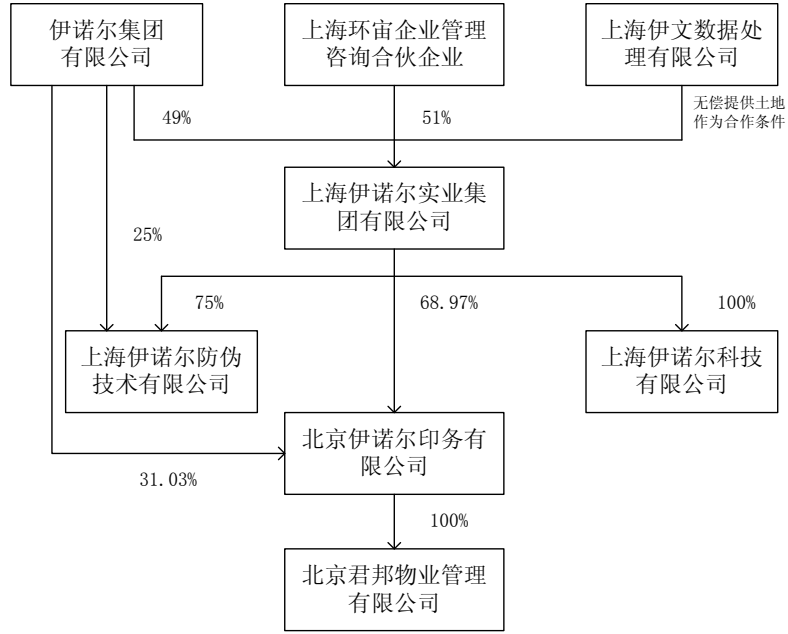 伊诺尔集团
有限公司
上海环宙企业管理
咨询合伙企业
上海伊文数据处
理有限公司
49%
51%
无偿提供土地
作为合作条件
上海伊诺尔实业集
团有限公司
25%
75%
68.97%
100%
上海伊诺尔防伪
技术有限公司
上海伊诺尔科技
有限公司
北京伊诺尔印务有
限公司
31.03%
100%
北京君邦物业管理
有限公司